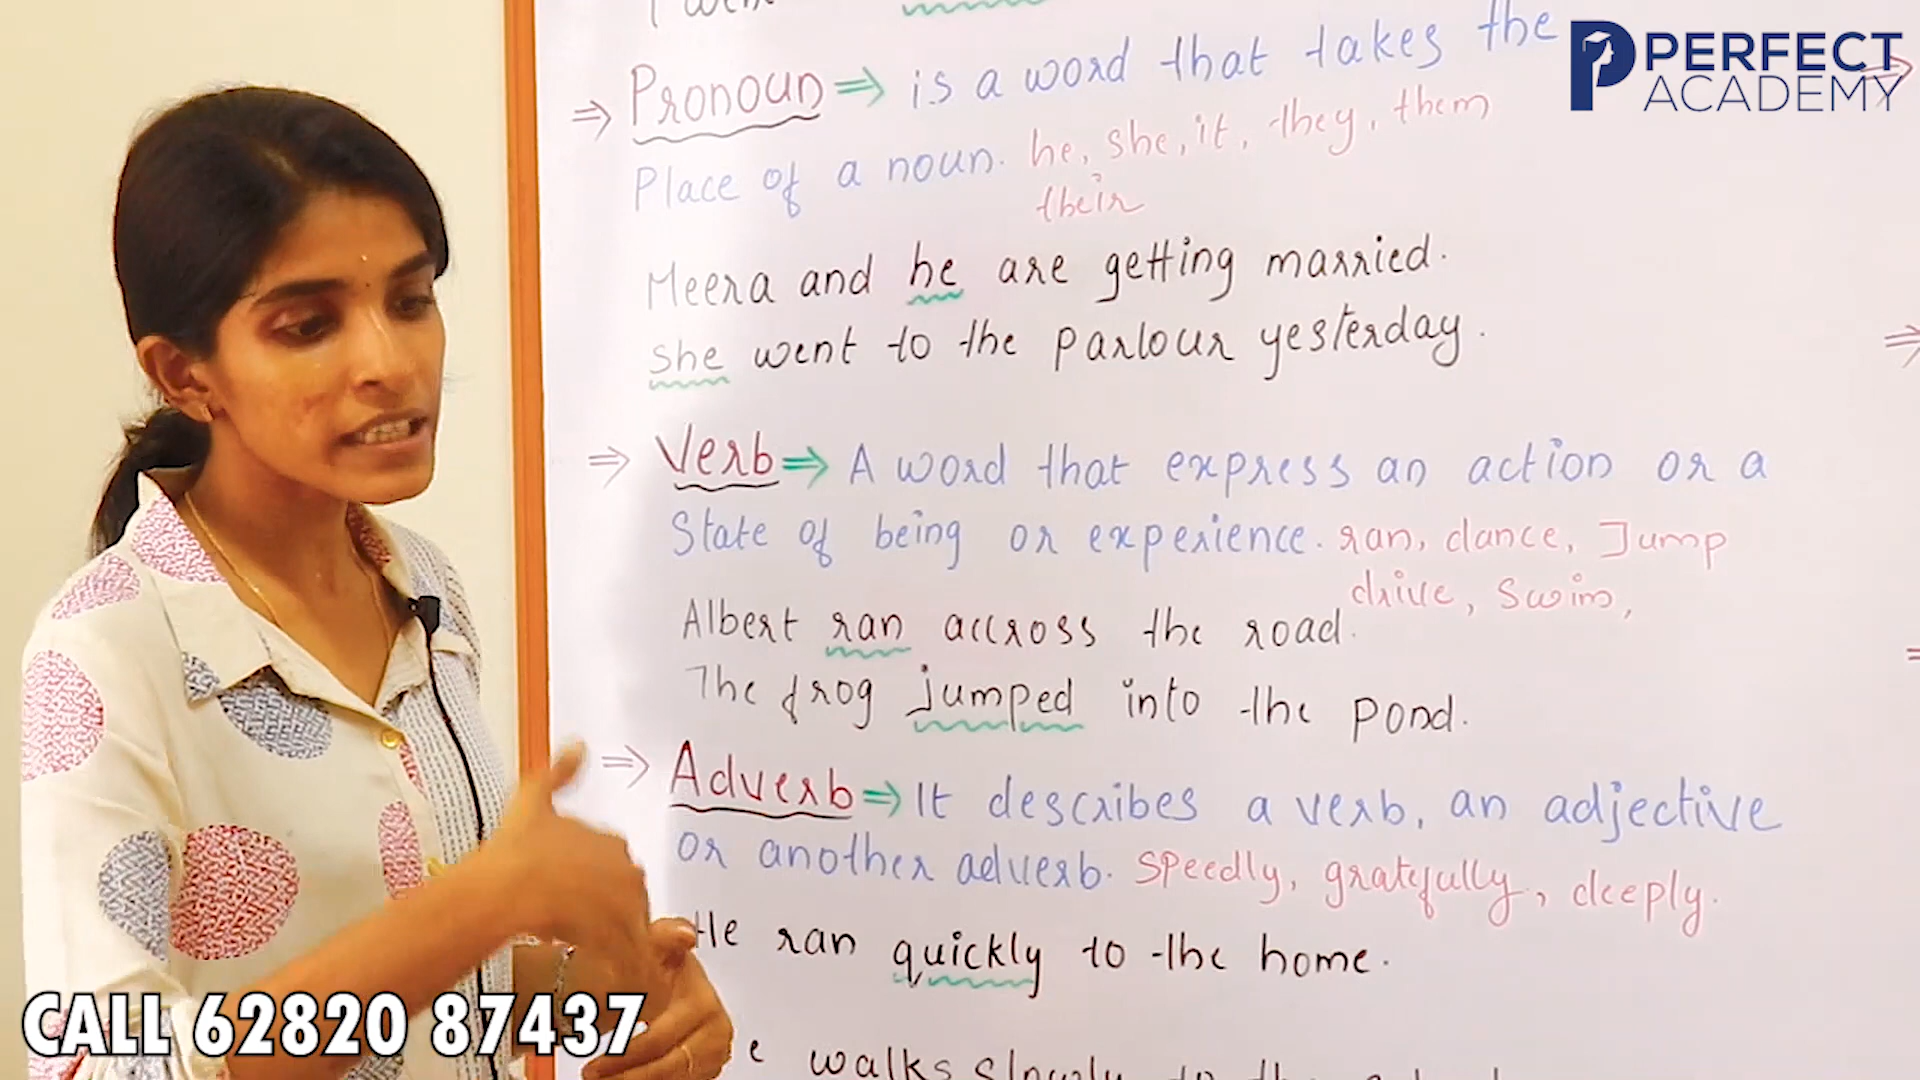 PERFECT
ACADEMY
⇒ Pronoun ⇒ is a word that takes the
Place of a noun. he, she, it, they, them
their
Meera and he are getting married.
She went to the parlour yesterday.
⇒ Verb ⇒ A word that express an action or a
State of being or experience. ran, dance, Jump
drive, swim,
Albert ran accross the road.
The frog jumped into the pond.
⇒ Adverb ⇒ It describes a verb, an adjective
or another adverb. Speedly, gratefully, deeply.
He ran quickly to the home.
walks slowly to the
CALL 62820 87437